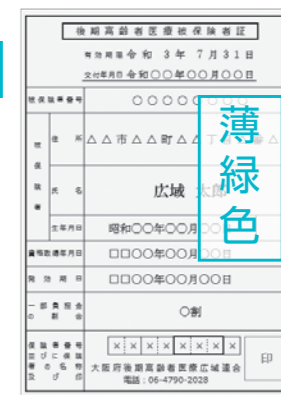 後期高齢者医療被保険者証
有効期限 令和 3年 7月31日
交付年月日 令和〇〇年〇〇月〇〇日
被保険者番号 〇〇〇〇〇〇〇〇
被保険者
住所 △△市△△町△△丁△番△
氏名 広域 太郎
生年月日 昭和〇〇年〇〇月〇〇日
資格取得年月日 □□〇〇年〇〇月〇〇日
発効期日 □□〇〇年〇〇月〇〇日
一部負担金の割合 〇割
保険者番号並びに保険者の名称及び印
××××××××
大阪府後期高齢者医療広域連合
電話:06-4790-2028
印
薄緑色